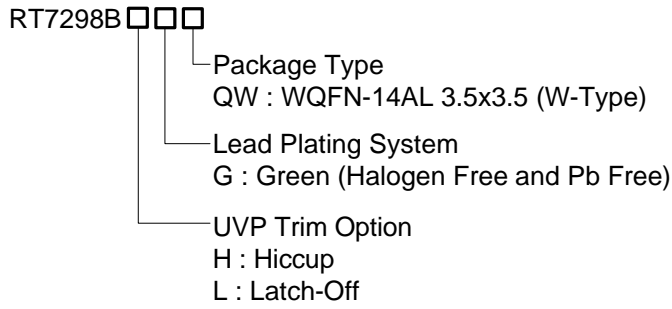 RT7298B□□□
Package Type
QW : WQFN-14AL 3.5x3.5 (W-Type)
Lead Plating System
G : Green (Halogen Free and Pb Free)
UVP Trim Option
H : Hiccup
L : Latch-Off